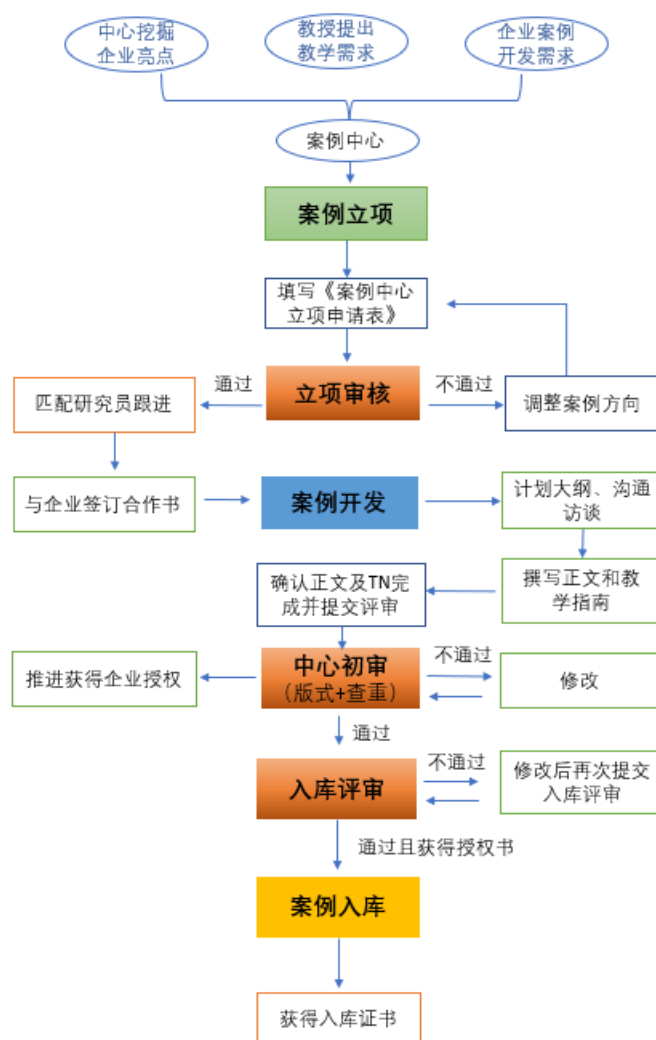 中心挖掘
企业亮点
教授提出
教学需求
企业案例
开发需求
案例中心
案例立项
填写《案例中心
立项申请表》
通过
立项审核
不通过
匹配研究员跟进
调整案例方向
与企业签订合作书
案例开发
计划大纲、沟通
访谈
确认正文及TN完
成并提交评审
撰写正文和教
学指南
推进获得企业授权
中心初审
（版式+查重）
不通过
修改
通过
入库评审
不通过
修改后再次提交
入库评审
通过且获得授权书
案例入库
获得入库证书